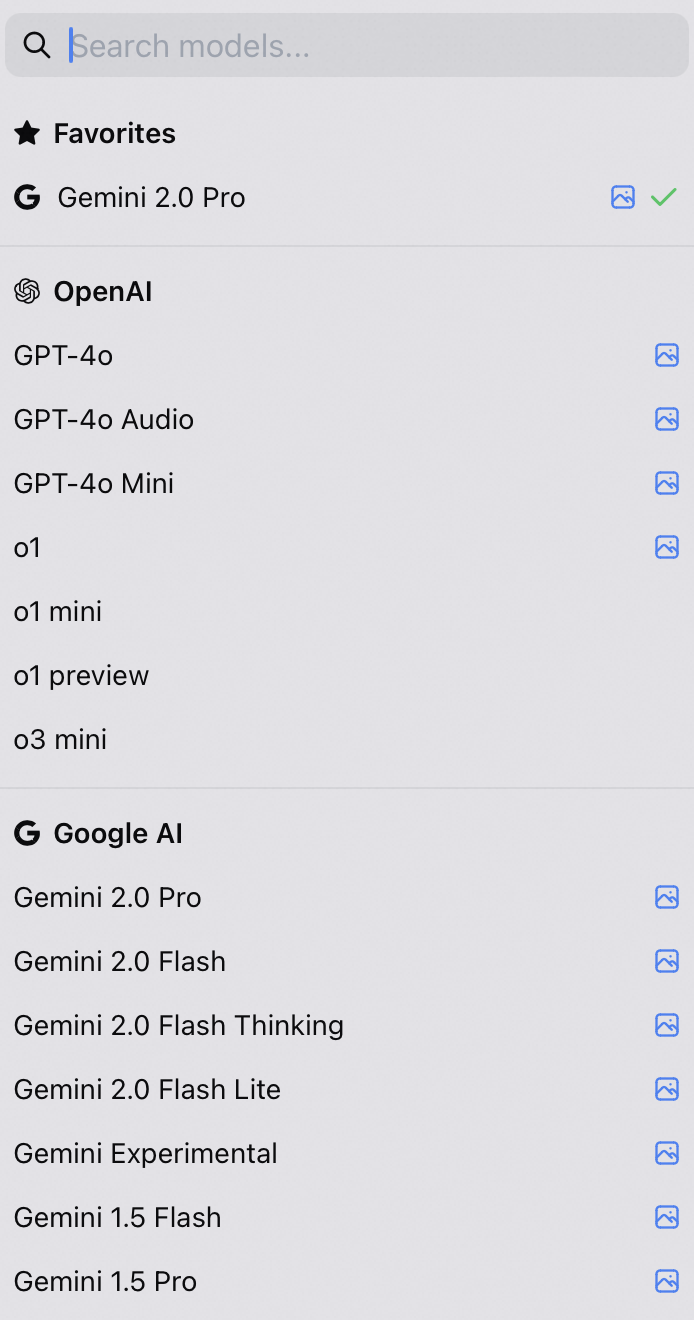 Search models...
Favorites
Gemini 2.0 Pro
OpenAI
GPT-4o
GPT-4o Audio
GPT-4o Mini
o1
o1 mini
o1 preview
o3 mini
Google AI
Gemini 2.0 Pro
Gemini 2.0 Flash
Gemini 2.0 Flash Thinking
Gemini 2.0 Flash Lite
Gemini Experimental
Gemini 1.5 Flash
Gemini 1.5 Pro